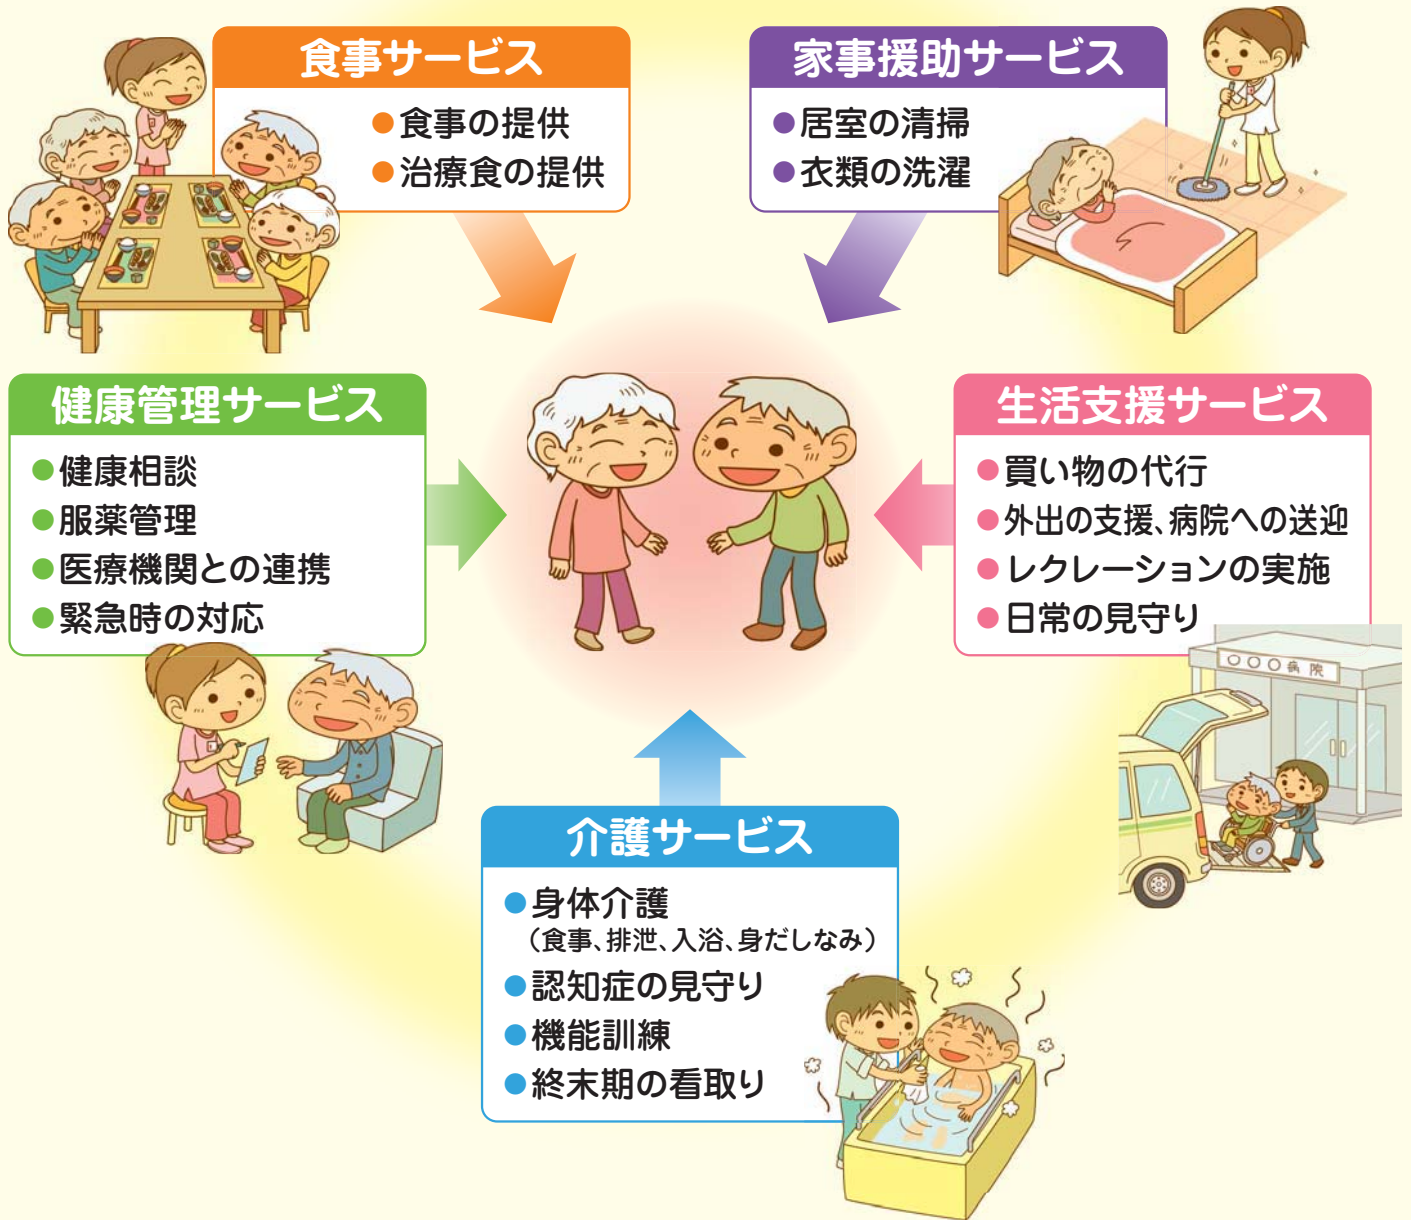 食事サービス
●食事の提供
●治療食の提供
家事援助サービス
●居室の清掃
●衣類の洗濯
健康管理サービス
●健康相談
●服薬管理
●医療機関との連携
●緊急時の対応
生活支援サービス
●買い物の代行
●外出の支援、病院への送迎
●レクレーションの実施
●日常の見守り
〇〇〇病院
介護サービス
●身体介護
（食事、排泄、入浴、身だしなみ）
●認知症の見守り
●機能訓練
●終末期の看取り